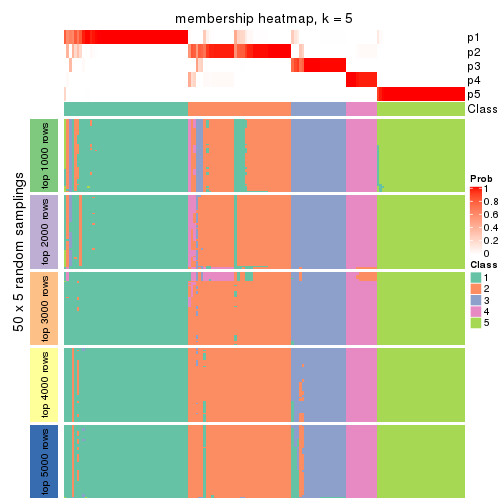 membership heatmap, k = 5
p1
p2
p3
p4
p5
Class
50 x 5 random samplings
top 1000 rows
top 2000 rows
top 3000 rows
top 4000 rows
top 5000 rows
Prob
1
0.8
0.6
0.4
0.2
0
Class
1
2
3
4
5